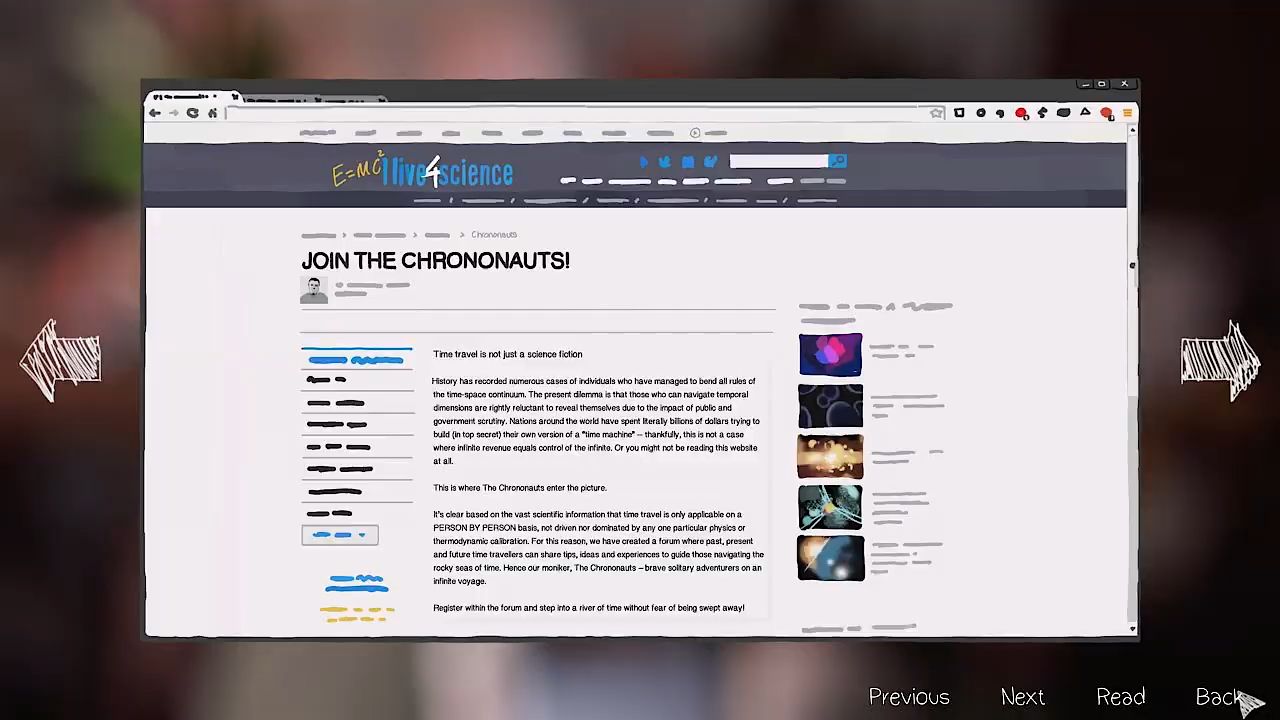 E=MC2 I live4science
Chrononauts
JOIN THE CHRONONAUTS!
Time travel is not just a science fiction
History has recorded numerous cases of individuals who have managed to bend all rules of
the time-space continuum. The present dilemma is that those who can navigate temporal
dimensions are rightly reluctant to reveal themselves due to the impact of public and
government scrutiny. Nations around the world have spent literally billions of dollars trying to
build (in top secret) their own version of a "time machine" – thankfully, this is not a case
where infinite revenue equals control of the infinite. Or you might not be reading this website
at all.
This is where The Chrononauts enter the picture.
It's clear based on the vast scientific information that time travel is only applicable on a
PERSON BY PERSON basis, not driven nor dominated by any one particular physics or
thermodynamic calibration. For this reason, we have created a forum where past, present
and future time travellers can share tips, ideas and experiences to guide those navigating the
rocky seas of time. Hence our moniker, The Chrononauts – brave solitary adventurers on an
infinite voyage.
Register within the forum and step into a river of time without fear of being swept away!
Previous Next Read Back